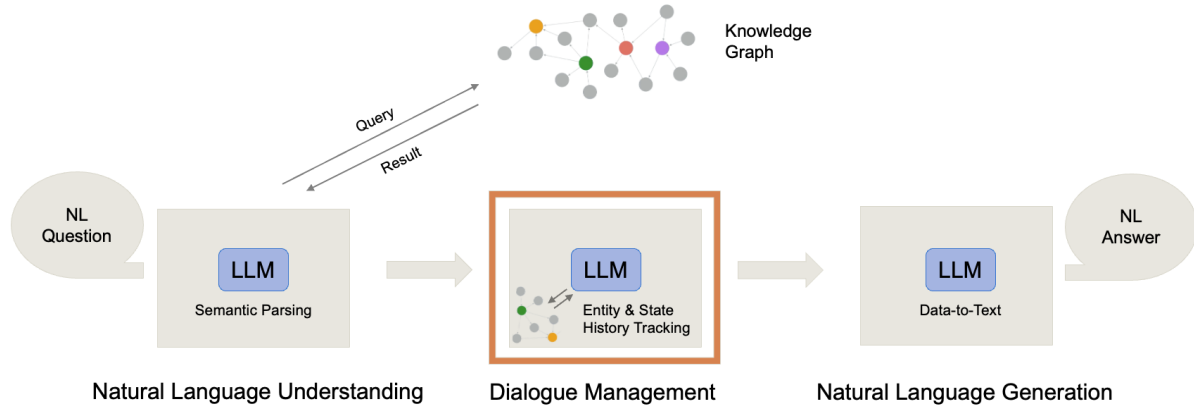 Knowledge
Graph
Query
Result
NL
Question
LLM
Semantic Parsing
LLM
Entity & State
History Tracking
LLM
Data-to-Text
NL
Answer
Natural Language Understanding
Dialogue Management
Natural Language Generation